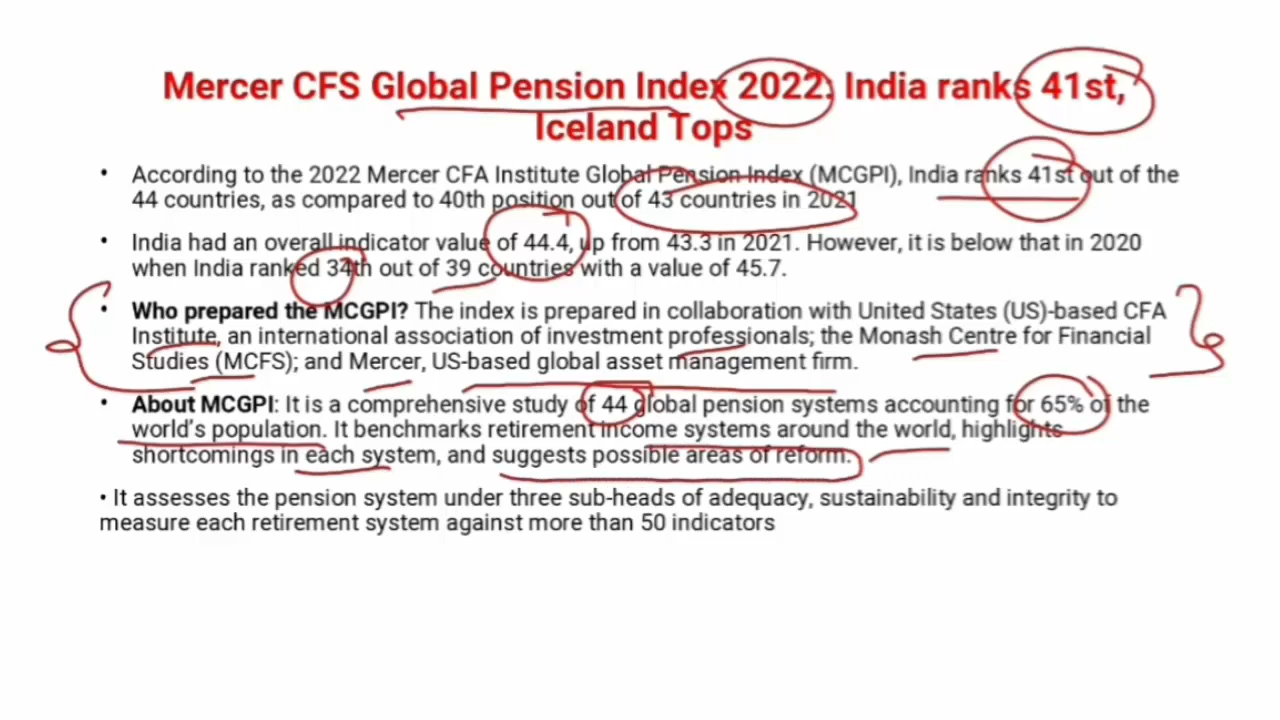 Mercer CFS Global Pension Index 2022: India ranks 41st,
Iceland Tops
• According to the 2022 Mercer CFA Institute Global Pension Index (MCGPI), India ranks 41st out of the
44 countries, as compared to 40th position out of 43 countries in 2021
• India had an overall indicator value of 44.4, up from 43.3 in 2021. However, it is below that in 2020
when India ranked 34th out of 39 countries with a value of 45.7.
• Who prepared the MCGPI? The index is prepared in collaboration with United States (US)-based CFA
Institute, an international association of investment professionals; the Monash Centre for Financial
Studies (MCFS); and Mercer, US-based global asset management firm.
• About MCGPI: It is a comprehensive study of 44 global pension systems accounting for 65% of the
world's population. It benchmarks retirement income systems around the world, highlights
shortcomings in each system, and suggests possible areas of reform.
• It assesses the pension system under three sub-heads of adequacy, sustainability and integrity to
measure each retirement system against more than 50 indicators